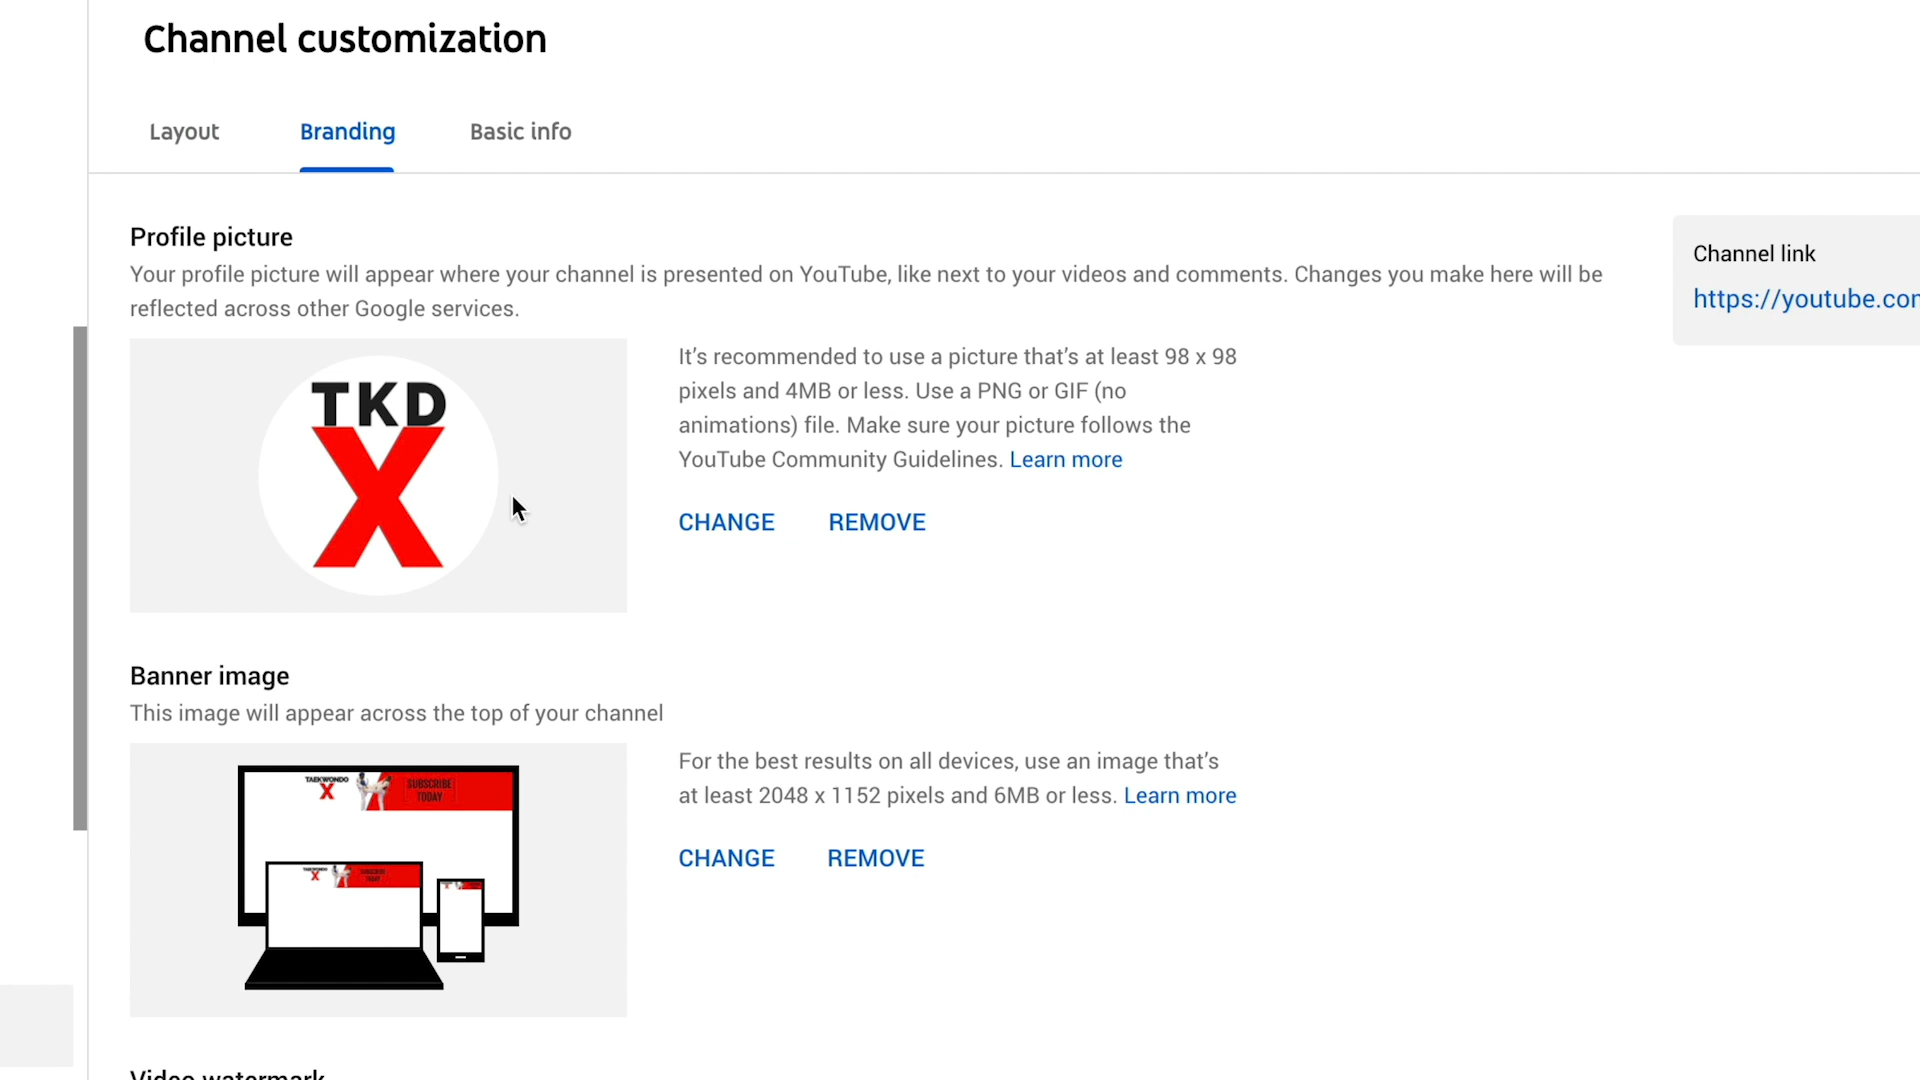 Channel customization
Layout
Branding
Basic info
Profile picture
Your profile picture will appear where your channel is presented on YouTube, like next to your videos and comments. Changes you make here will be
reflected across other Google services.
Channel link
https://youtube.con
TKD
X
It’s recommended to use a picture that’s at least 98 x 98
pixels and 4MB or less. Use a PNG or GIF (no
animations) file. Make sure your picture follows the
YouTube Community Guidelines. Learn more
CHANGE
REMOVE
Banner image
This image will appear across the top of your channel
TAEKWONDO
X
SUBSCRIBE
TODAY
TAEKWONDO
X
SUBSCRIBE
TODAY
For the best results on all devices, use an image that’s
at least 2048 x 1152 pixels and 6MB or less. Learn more
CHANGE
REMOVE
Video watermark